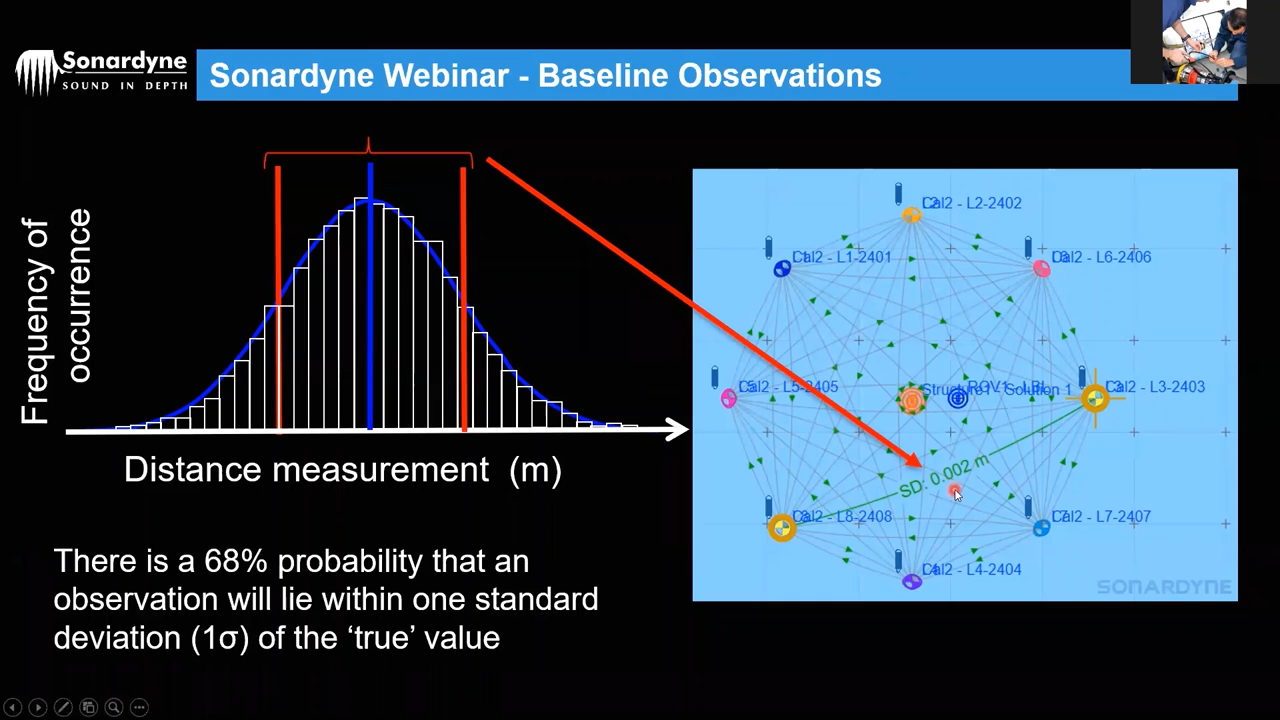 Sonardyne
SOUND IN DEPTH
Sonardyne Webinar - Baseline Observations
Frequency of
occurrence
Distance measurement (m)
There is a 68% probability that an
observation will lie within one standard
deviation (1σ) of the ‘true’ value
Cal2 - L2-2402
Cal2 - L1-2401
Cal2 - L6-2406
Cal2 - L5-2405
Structure1 Solution 1
ROV1 - LBL
Cal2 - L3-2403
SD: 0.002 m
Cal2 - L8-2408
Cal2 - L7-2407
Cal2 - L4-2404
SONARDYNE